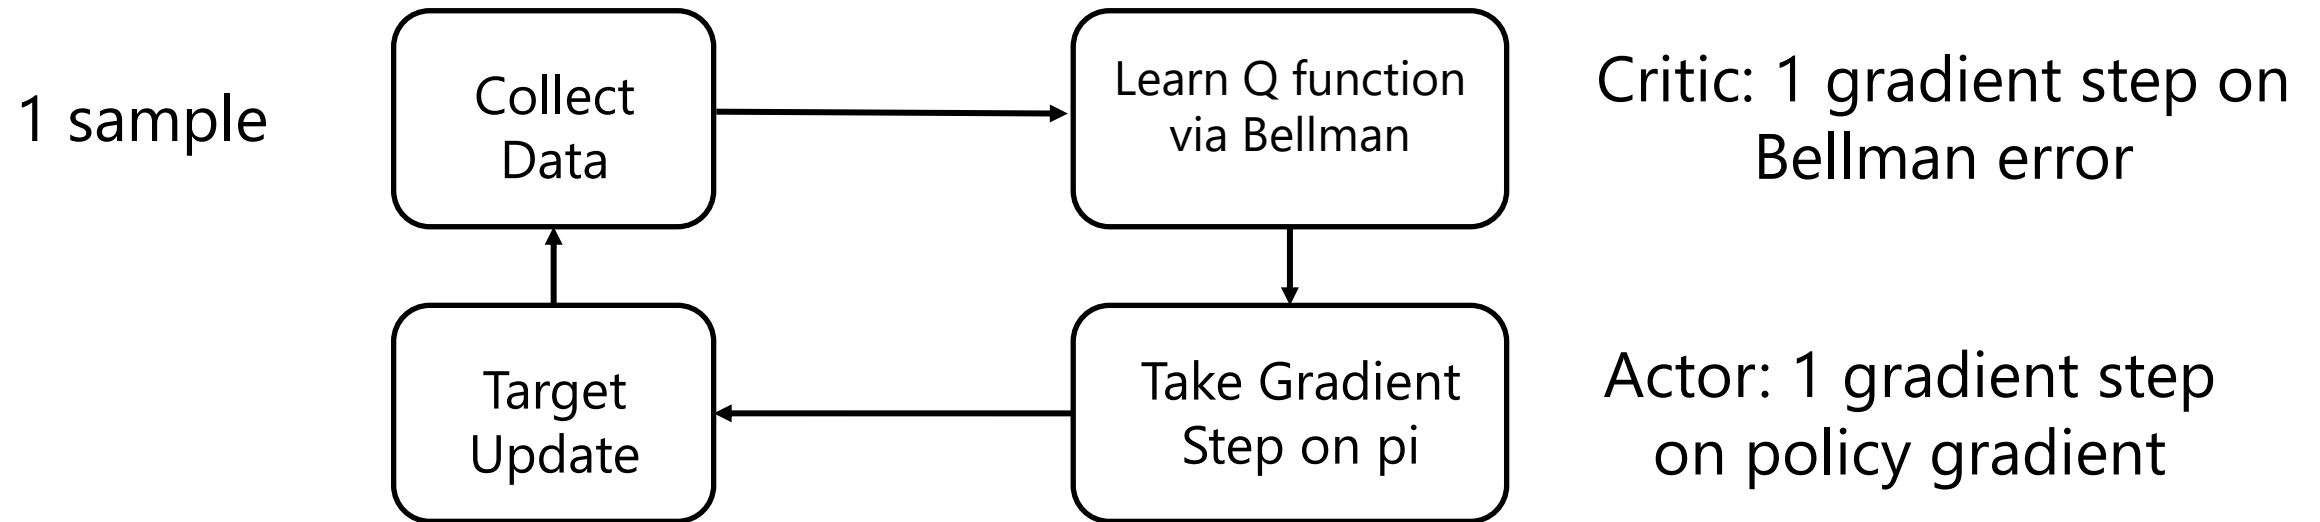 1 sample
Collect
Data
Learn Q function
via Bellman
Critic: 1 gradient step on
Bellman error
Target
Update
Take Gradient
Step on pi
Actor: 1 gradient step
on policy gradient